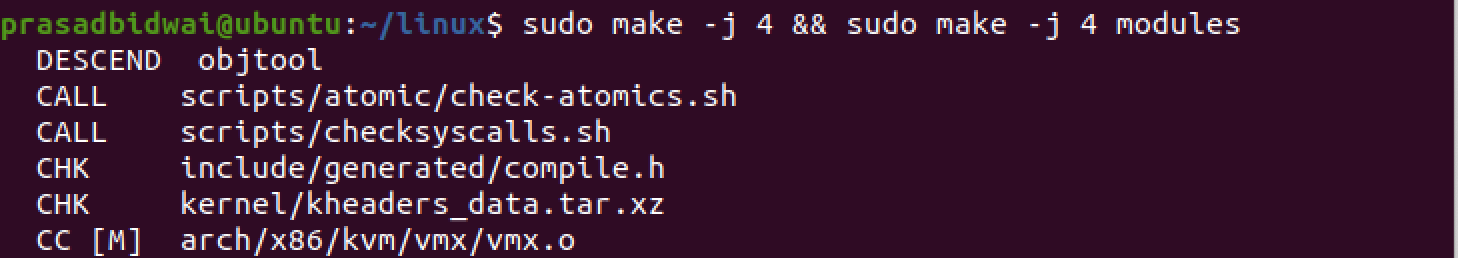 prasadbidwai@ubuntu:~/linux$ sudo make -j 4 && sudo make -j 4 modules
  DESCEND  objtool
  CALL    scripts/atomic/check-atomics.sh
  CALL    scripts/checksyscalls.sh
  CHK     include/generated/compile.h
  CHK     kernel/kheaders_data.tar.xz
  CC [M]  arch/x86/kvm/vmx/vmx.o